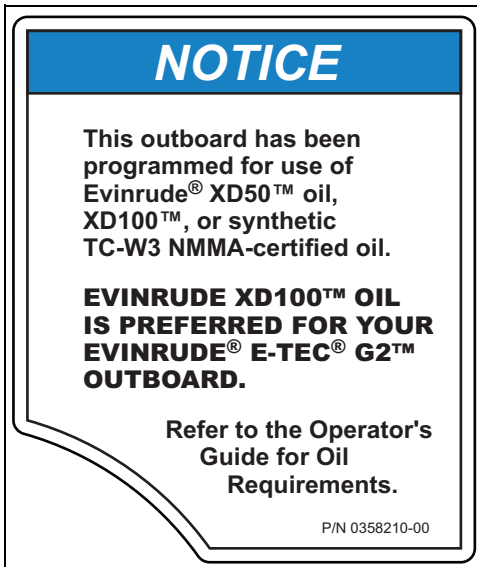 NOTICE
This outboard has been
programmed for use of
Evinrude® XD50™ oil,
XD100™, or synthetic
TC-W3 NMMA-certified oil.
EVINRUDE XD100™ OIL
IS PREFERRED FOR YOUR
EVINRUDE® E-TEC® G2™
OUTBOARD.
Refer to the Operator's
Guide for Oil
Requirements.
P/N 0358210-00